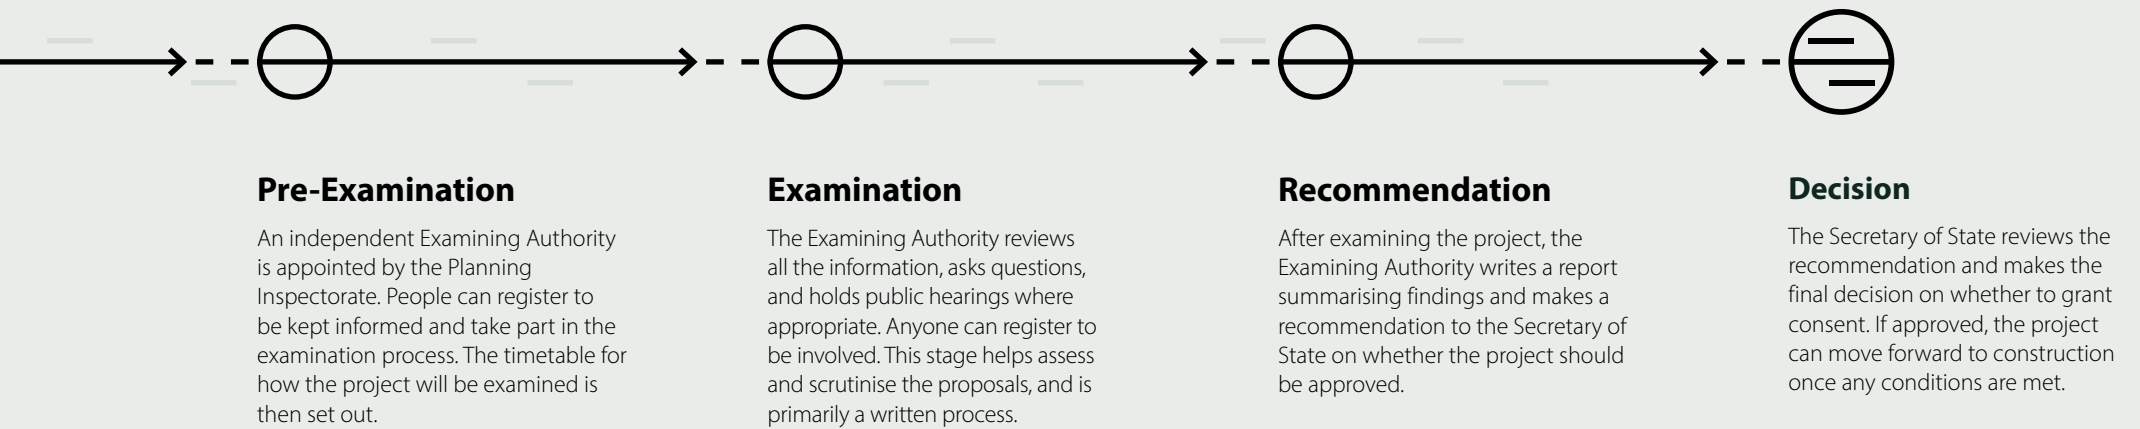 Pre-Examination
An independent Examining Authority
is appointed by the Planning
Inspectorate. People can register to
be kept informed and take part in the
examination process. The timetable for
how the project will be examined is
then set out.
Examination
The Examining Authority reviews
all the information, asks questions,
and holds public hearings where
appropriate. Anyone can register to
be involved. This stage helps assess
and scrutinise the proposals, and is
primarily a written process.
Recommendation
After examining the project, the
Examining Authority writes a report
summarising findings and makes a
recommendation to the Secretary of
State on whether the project should
be approved.
Decision
The Secretary of State reviews the
recommendation and makes the
final decision on whether to grant
consent. If approved, the project
can move forward to construction
once any conditions are met.